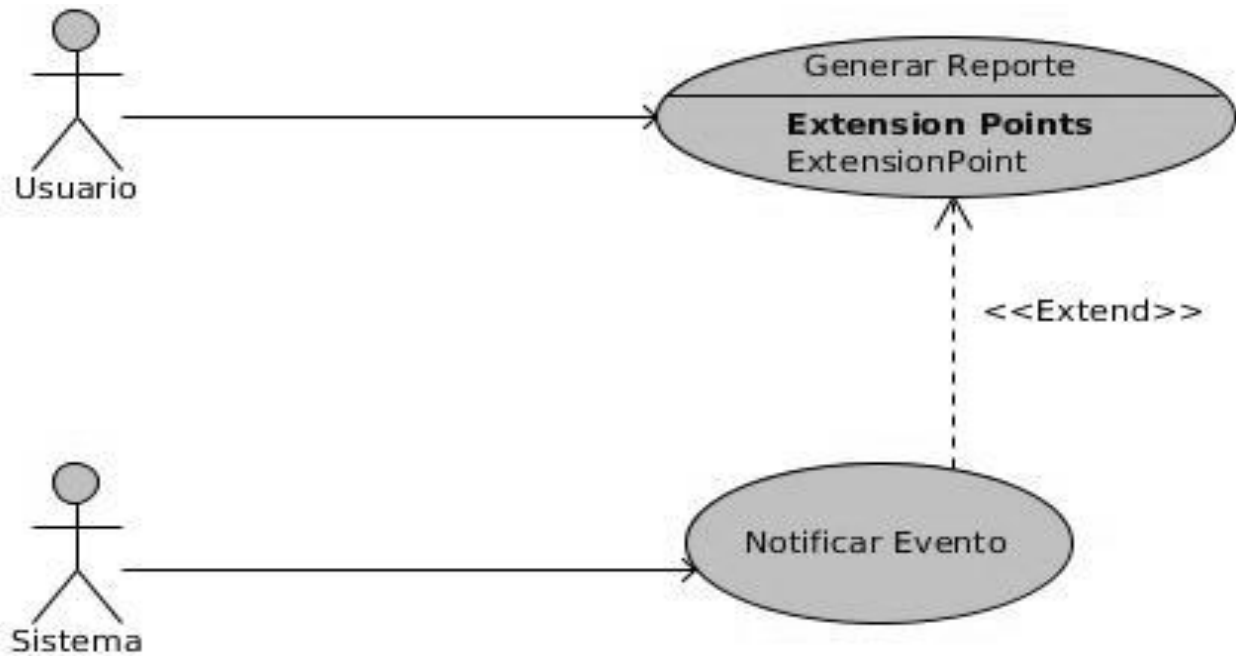 Generar Reporte
Extension Points
ExtensionPoint
Usuario
<<Extend>>
Notificar Evento
Sistema